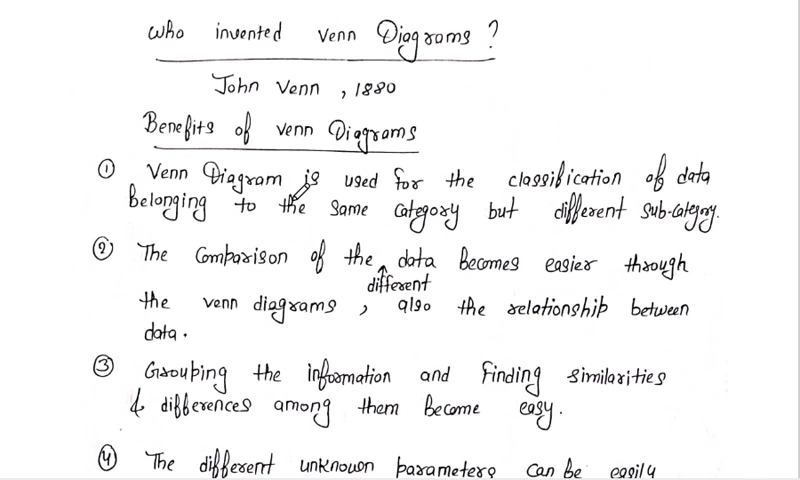 Who invented Venn Diagrams ?
John Venn , 1880
Benefits of Venn Diagrams
① Venn Diagram is used for the classification of data
Belonging to the same category but different sub-category.
② The Comparison of the data Becomes easier through
different
the venn diagrams , also the relationship between
data .
③ Grouping the information and finding similarities
& differences among them Become easy .
④ The different unknown parameters can be easily